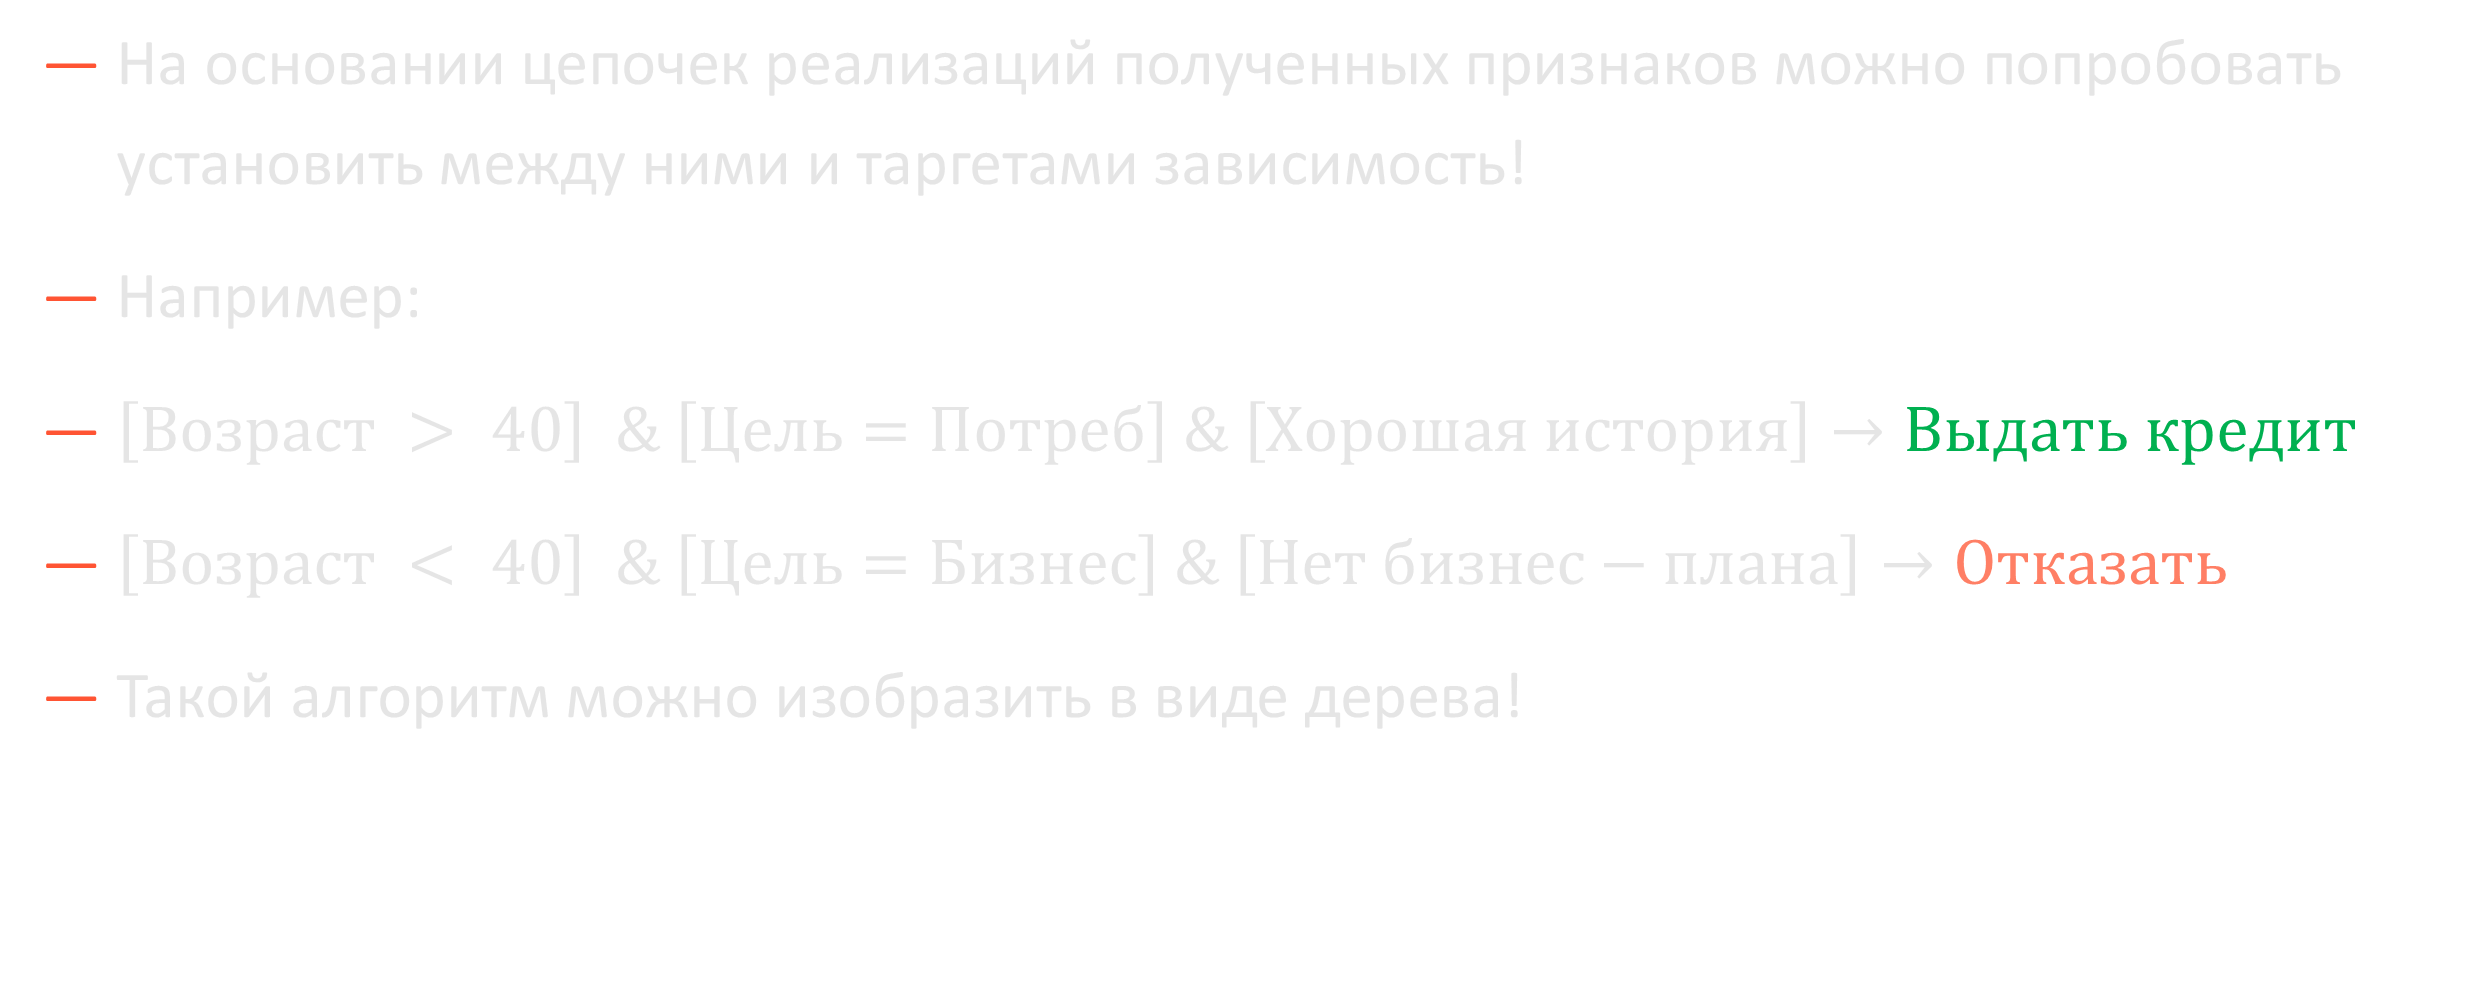 — На основании цепочек реализаций полученных признаков можно попробовать
установить между ними и таргетами зависимость!
— Например:
— [Возраст > 40] & [Цель = Потреб] & [Хорошая история] → Выдать кредит
— [Возраст < 40] & [Цель = Бизнес] & [Нет бизнес − плана] → Отказать
— Такой алгоритм можно изобразить в виде дерева!